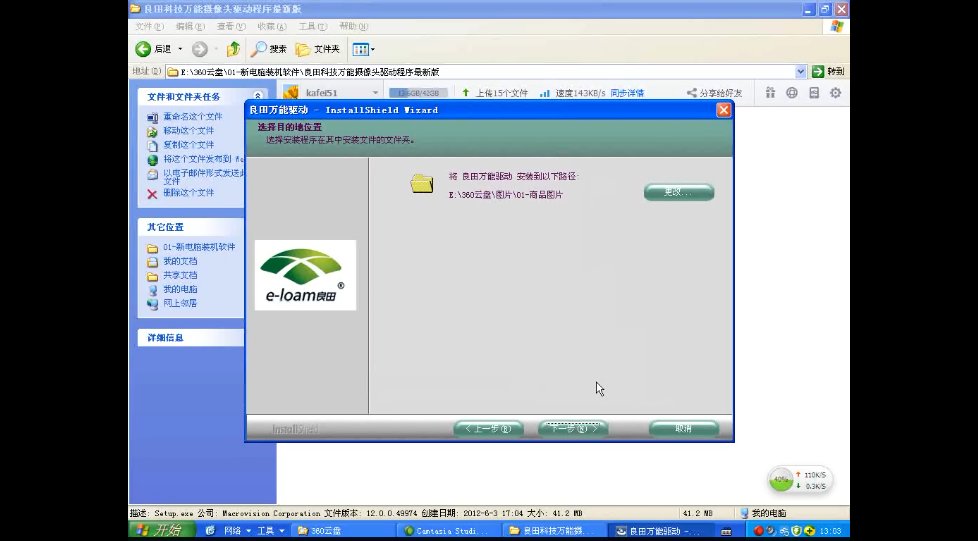 良田科技万能摄像头驱动程序最新版
文件(F) 编辑(E) 查看(V) 收藏(A) 工具(T) 帮助(H)
后退 搜索 文件夹
地址(D) E:\360云盘\01-新电脑装机软件\良田科技万能摄像头驱动程序最新版 转到
文件和文件夹任务
kafei51 上传15个文件 速度143KB/s 同步详情 分享给好友
重命名这个文件
移动这个文件
复制这个文件
将这个文件发布到
以电子邮件形式发送此文件
删除这个文件
其它位置
01-新电脑装机软件
我的文档
共享文档
我的电脑
网上邻居
详细信息
良田万能驱动 - InstallShield Wizard
选择目的地位置
选择安装程序在其中安装文件的文件夹。
将 良田万能驱动 安装到以下路径:
E:\360云盘\图片\01-商品图片
更改...
e-loam良田®
InstallShield
< 上一步(B) 下一步(N) > 取消
40%
110K/S
0.3K/S
描述: Setup.exe 公司: Macrovision Corporation 文件版本: 12.0.0.49974 创建日期: 2012-6-3 17:04 大小: 41.2 MB 41.2 MB 我的电脑
开始 网络 工具 360云盘 Camtasia Studi... 良田科技万能摄... 良田万能驱动 -... 13:03